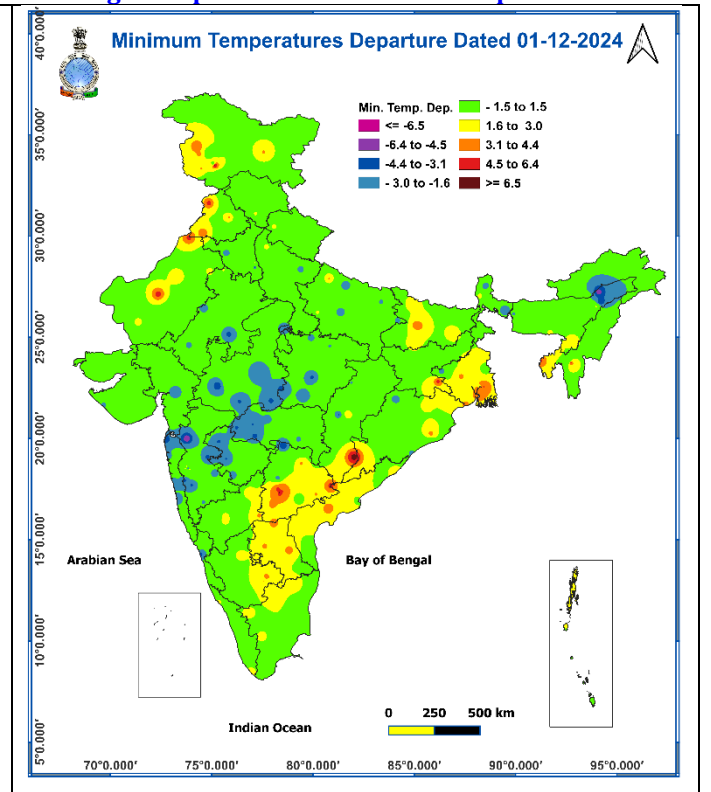 Minimum Temperatures Departure Dated 01-12-2024
Min. Temp. Dep.
<= -6.5
-6.4 to -4.5
-4.4 to -3.1
- 3.0 to -1.6
- 1.5 to 1.5
1.6 to 3.0
3.1 to 4.4
4.5 to 6.4
>= 6.5
40°0.000'
35°0.000'
30°0.000'
25°0.000'
20°0.000'
15°0.000'
10°0.000'
5°0.000'
Arabian Sea
Bay of Bengal
Indian Ocean
0 250 500 km
70°0.000' 75°0.000' 80°0.000' 85°0.000' 90°0.000' 95°0.000'